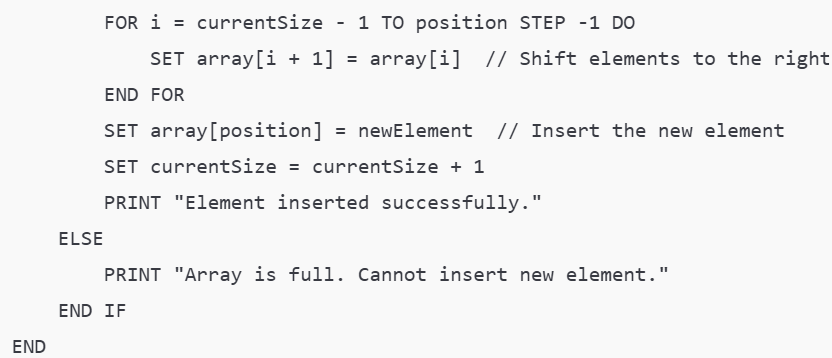 FOR i = currentSize - 1 TO position STEP -1 DO
SET array[i + 1] = array[i]  // Shift elements to the right
END FOR
SET array[position] = newElement  // Insert the new element
SET currentSize = currentSize + 1
PRINT "Element inserted successfully."
ELSE
PRINT "Array is full. Cannot insert new element."
END IF
END